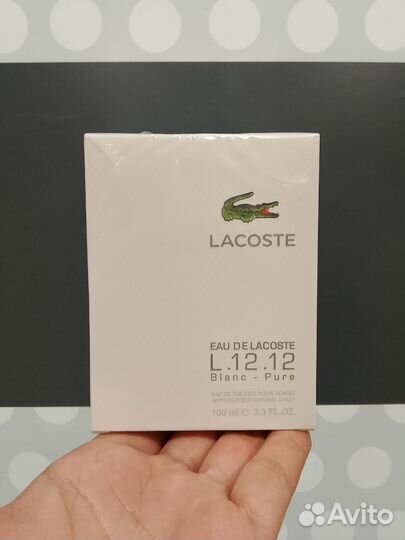 LACOSTE
EAU DE LACOSTE
L.12.12
Blanc - Pure
EAU DE TOILETTE POUR HOMME
VAPORISATEUR NATURAL SPRAY
100 ml ℮ 3.3 FL.OZ.
Avito